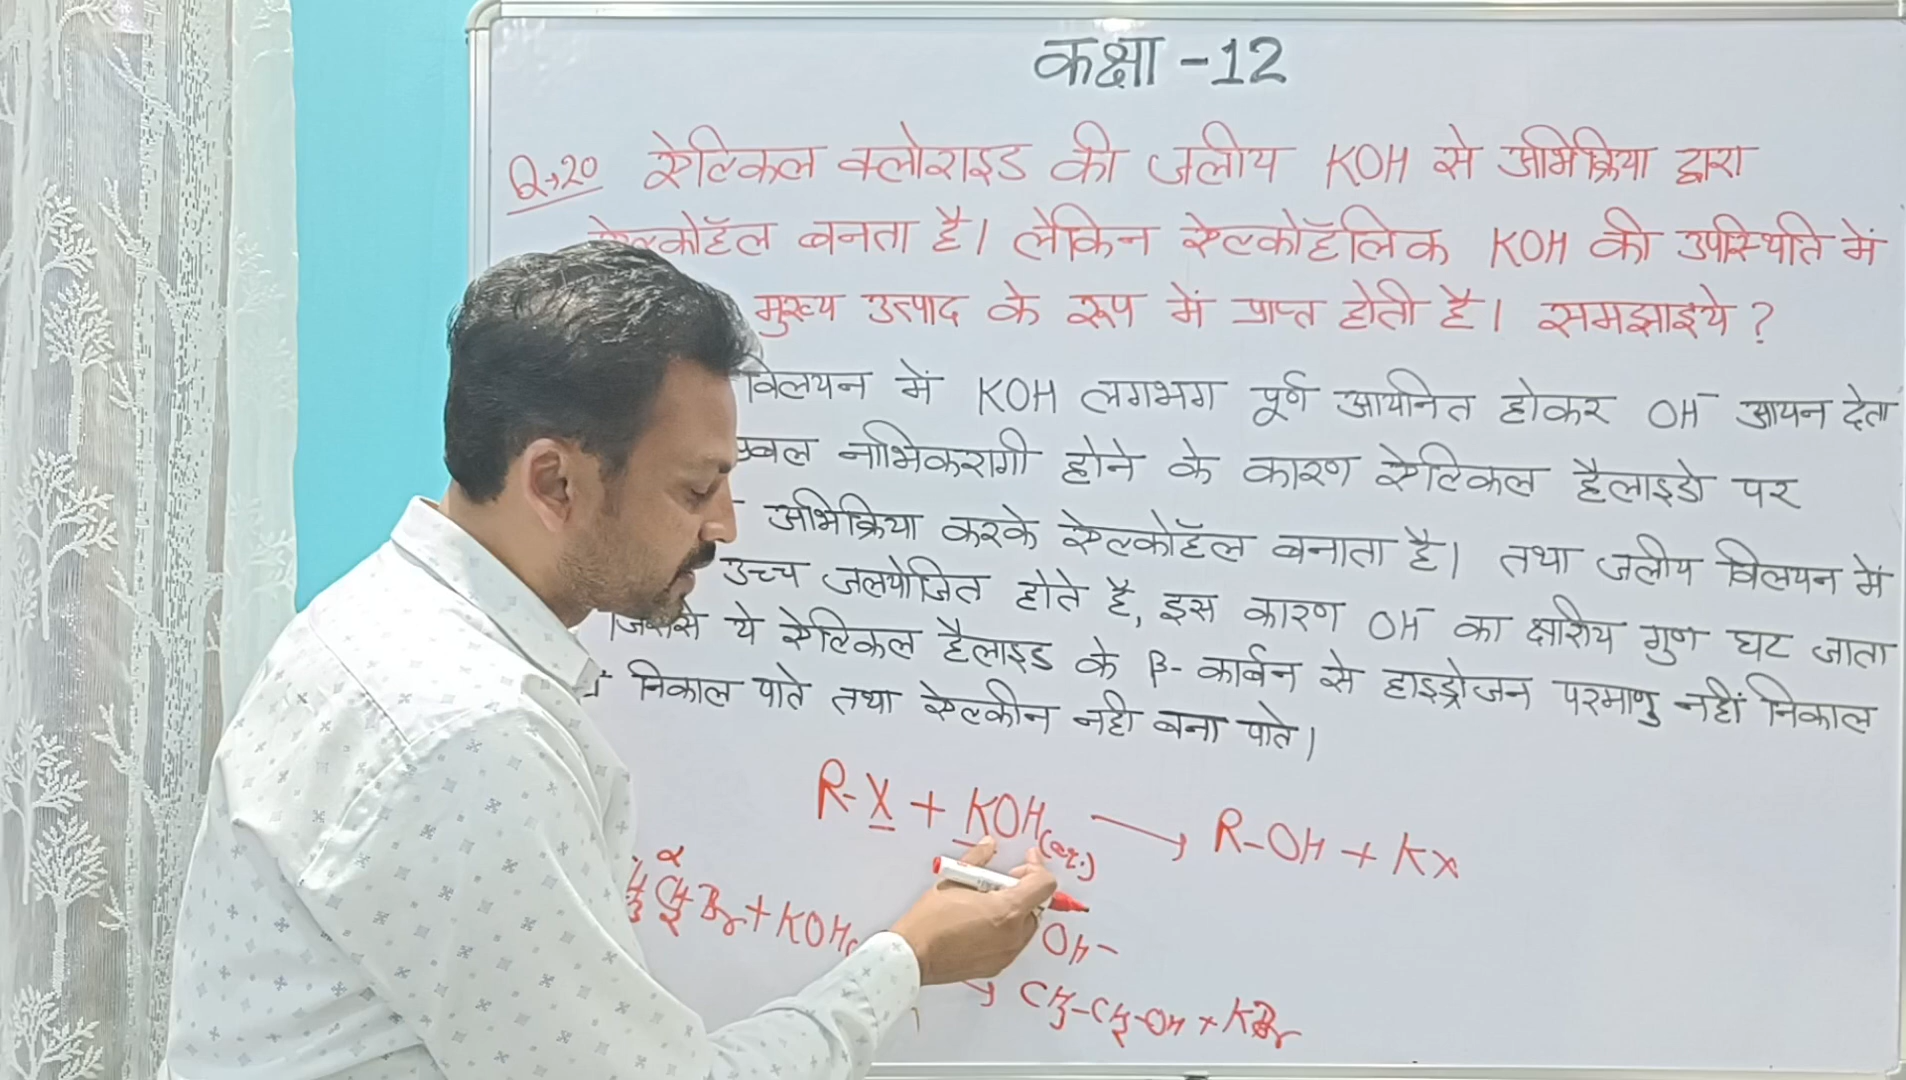 कक्षा -12
Q→20 ऐल्किल क्लोराइड की जलीय KOH से अभिक्रिया द्वारा
ऐल्कोहॅल बनता है। लेकिन ऐल्कोहॅलिक KOH की उपस्थिति में
मुख्य उत्पाद के रूप में प्राप्त होती है। समझाइये ?
विलयन में KOH लगभग पूर्ण आयनित होकर OH⁻ आयन देता
नाभिकरागी होने के कारण ऐल्किल हैलाइडो पर
अभिक्रिया करके ऐल्कोहॅल बनाता है। तथा जलीय विलयन में
उच्च जलयोजित होते है, इस कारण OH⁻ का क्षारीय गुण घट जाता
जिससे ये ऐल्किल हैलाइड के β- कार्बन से हाइड्रोजन परमाणु नहीं निकाल
निकाल पाते तथा ऐल्कीन नही बना पाते।
R-X + KOH(aq.) → R-OH + KX
α
CH₂Br + KOH
OH⁻
→ CH₃-CH₂-OH + KBr